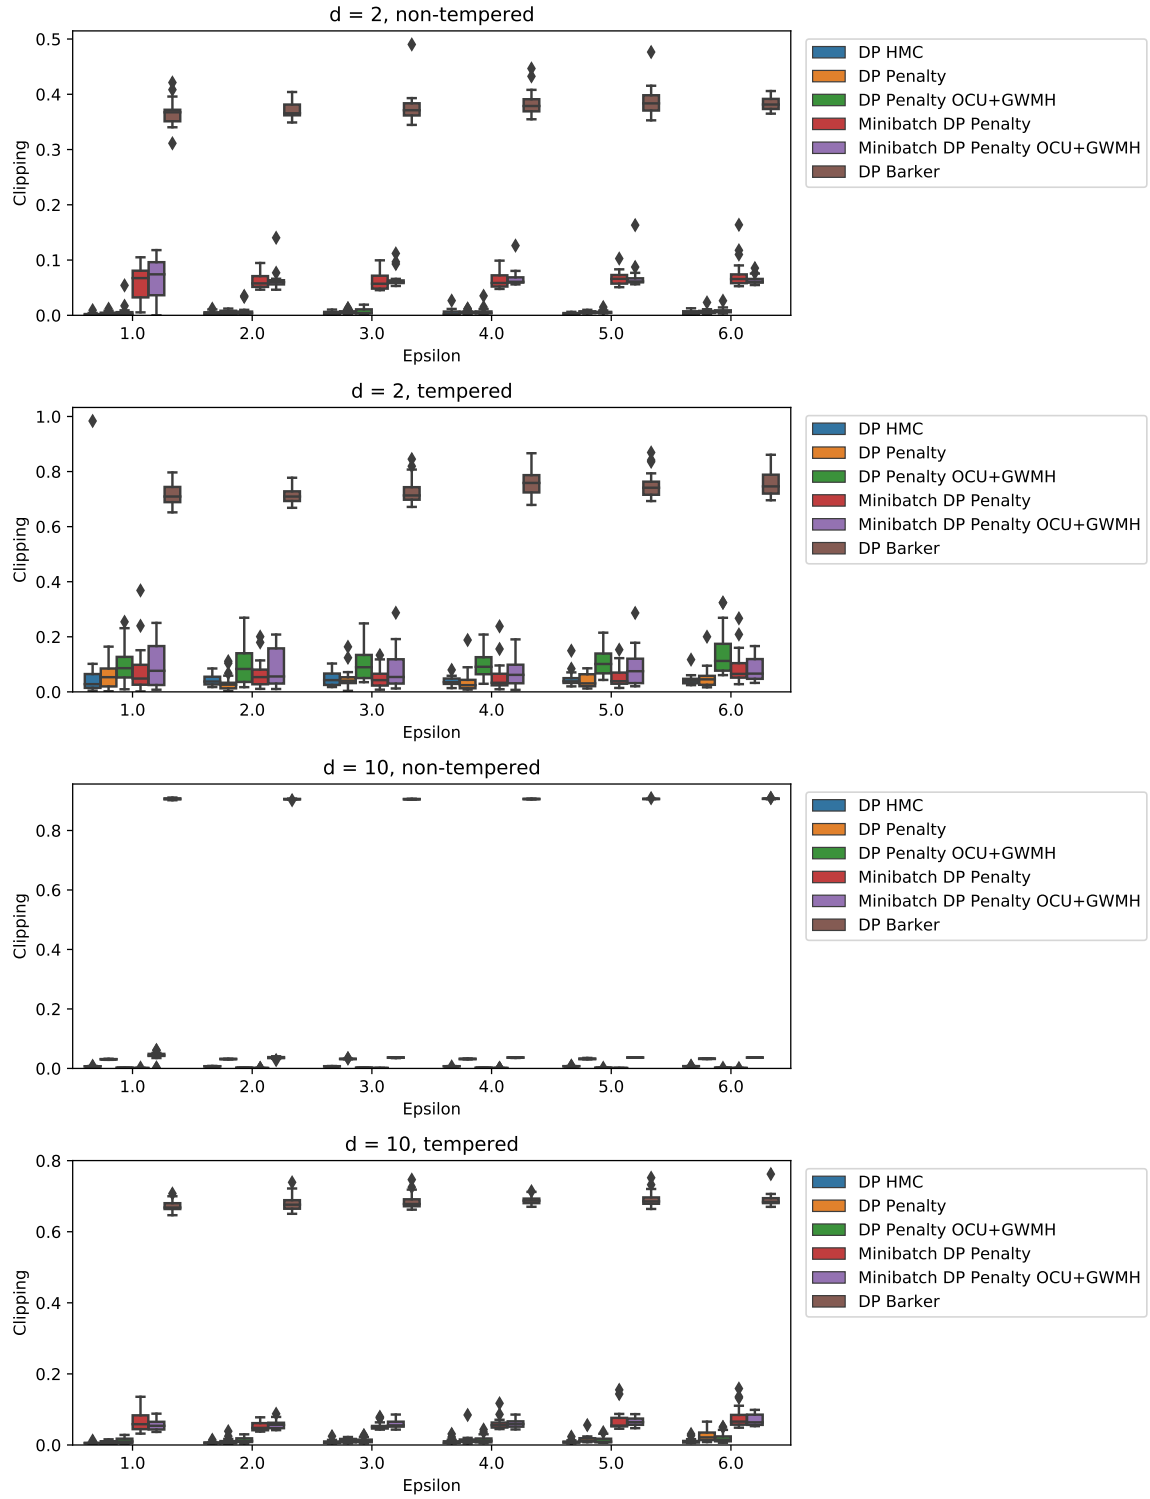 d = 2, non-tempered
0.5
0.4
0.3
0.2
0.1
0.0
Clipping
1.0 2.0 3.0 4.0 5.0 6.0
Epsilon
DP HMC
DP Penalty
DP Penalty OCU+GWMH
Minibatch DP Penalty
Minibatch DP Penalty OCU+GWMH
DP Barker
d = 2, tempered
1.0
0.8
0.6
0.4
0.2
0.0
Clipping
1.0 2.0 3.0 4.0 5.0 6.0
Epsilon
DP HMC
DP Penalty
DP Penalty OCU+GWMH
Minibatch DP Penalty
Minibatch DP Penalty OCU+GWMH
DP Barker
d = 10, non-tempered
0.8
0.6
0.4
0.2
0.0
Clipping
1.0 2.0 3.0 4.0 5.0 6.0
Epsilon
DP HMC
DP Penalty
DP Penalty OCU+GWMH
Minibatch DP Penalty
Minibatch DP Penalty OCU+GWMH
DP Barker
d = 10, tempered
0.8
0.6
0.4
0.2
0.0
Clipping
1.0 2.0 3.0 4.0 5.0 6.0
Epsilon
DP HMC
DP Penalty
DP Penalty OCU+GWMH
Minibatch DP Penalty
Minibatch DP Penalty OCU+GWMH
DP Barker